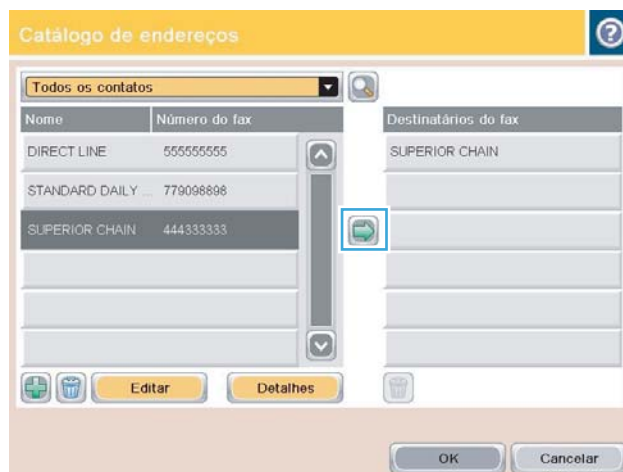 Catálogo de endereços
Todos os contatos
Nome Número do fax Destinatários do fax
DIRECT LINE 555555555 SUPERIOR CHAIN
STANDARD DAILY ... 779098898
SUPERIOR CHAIN 444333333
Editar Detalhes
OK Cancelar